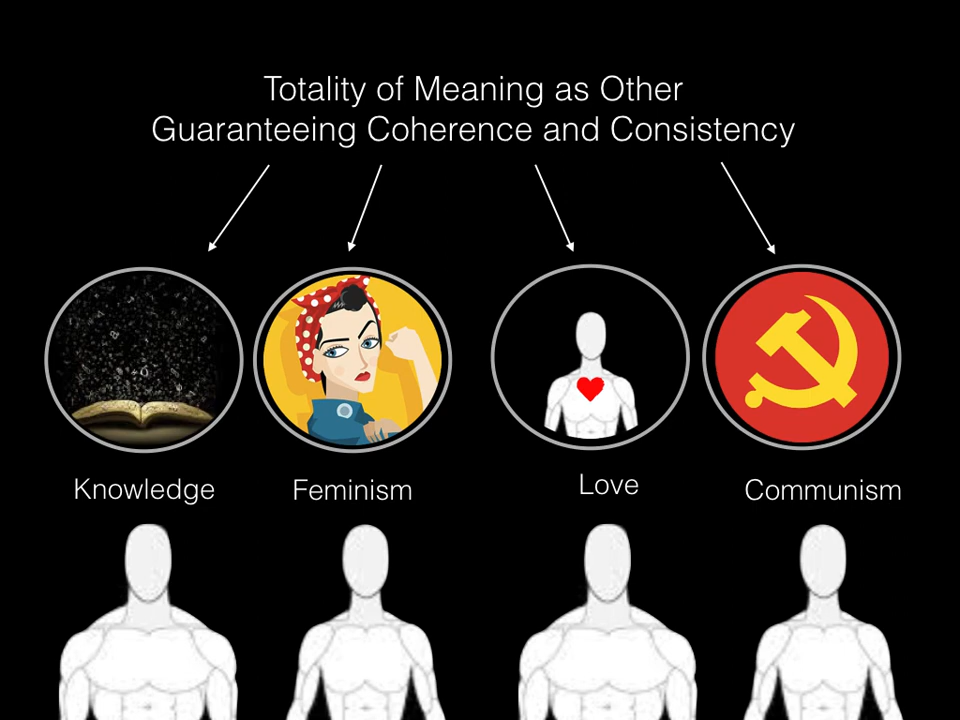 Totality of Meaning as Other
Guaranteeing Coherence and Consistency
Knowledge
Feminism
Love
Communism